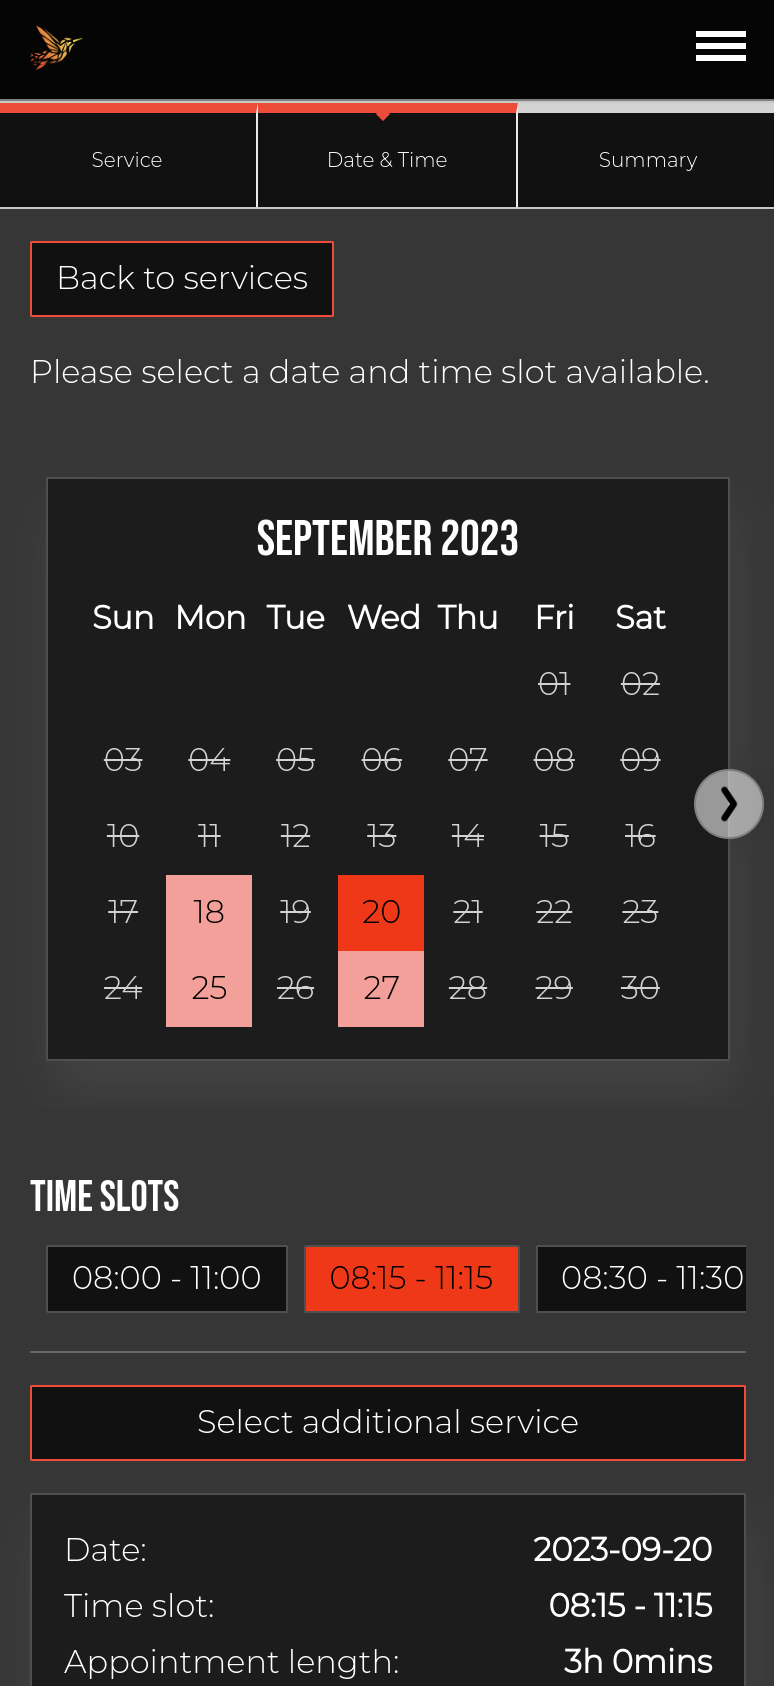 Service Date & Time Summary
Back to services
Please select a date and time slot available.
SEPTEMBER 2023
Sun Mon Tue Wed Thu Fri Sat
01 02
03 04 05 06 07 08 09
10 11 12 13 14 15 16
17 18 19 20 21 22 23
24 25 26 27 28 29 30
TIME SLOTS
08:00 - 11:00 08:15 - 11:15 08:30 - 11:30
Select additional service
Date: 2023-09-20
Time slot: 08:15 - 11:15
Appointment length: 3h 0mins